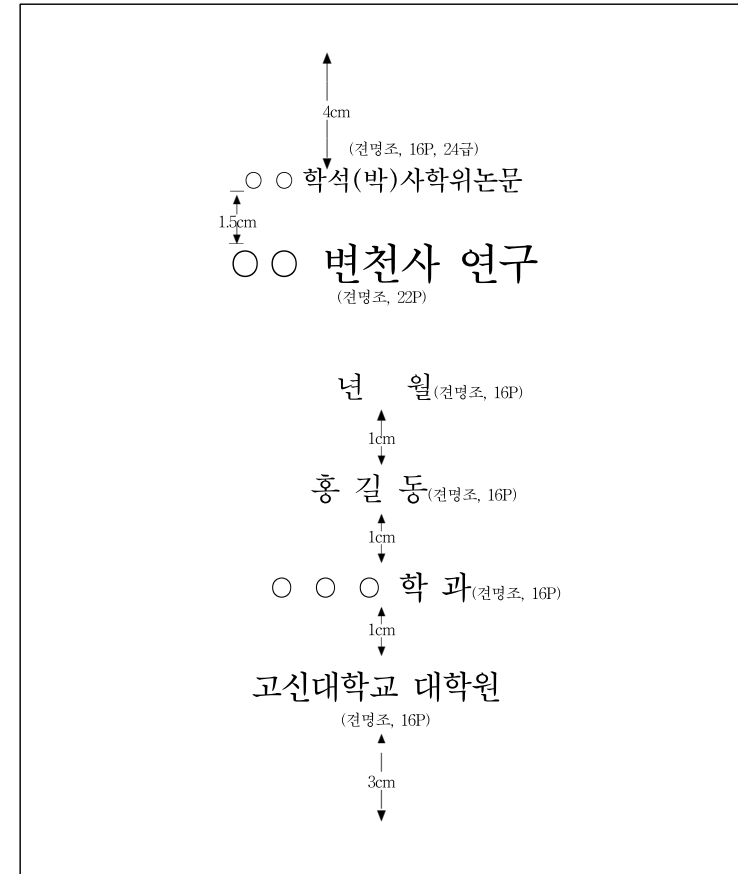 4cm
(견명조, 16P, 24급)
○ ○ 학석(박)사학위논문
1.5cm
○○ 변천사 연구
(견명조, 22P)
년 월(견명조, 16P)
1cm
홍 길 동(견명조, 16P)
1cm
○ ○ ○ 학 과(견명조, 16P)
1cm
고신대학교 대학원
(견명조, 16P)
3cm